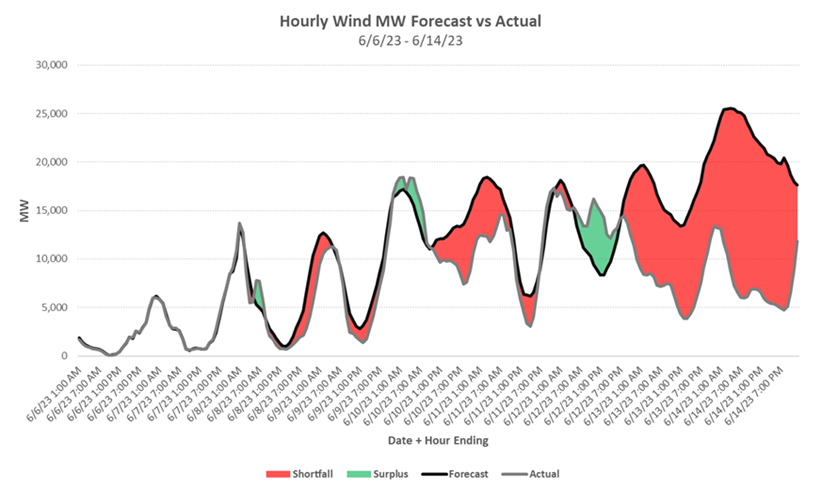 Hourly Wind MW Forecast vs Actual
6/6/23 - 6/14/23
30,000
25,000
20,000
15,000
10,000
5,000
0
MW
6/6/23 1:00 AM
6/6/23 7:00 AM
6/6/23 1:00 PM
6/6/23 7:00 PM
6/7/23 1:00 AM
6/7/23 7:00 AM
6/7/23 1:00 PM
6/7/23 7:00 PM
6/8/23 1:00 AM
6/8/23 7:00 AM
6/8/23 1:00 PM
6/8/23 7:00 PM
6/9/23 1:00 AM
6/9/23 7:00 AM
6/9/23 1:00 PM
6/9/23 7:00 PM
6/10/23 1:00 AM
6/10/23 7:00 AM
6/10/23 1:00 PM
6/10/23 7:00 PM
6/11/23 1:00 AM
6/11/23 7:00 AM
6/11/23 1:00 PM
6/11/23 7:00 PM
6/12/23 1:00 AM
6/12/23 7:00 AM
6/12/23 1:00 PM
6/12/23 7:00 PM
6/13/23 1:00 AM
6/13/23 7:00 AM
6/13/23 1:00 PM
6/13/23 7:00 PM
6/14/23 1:00 AM
6/14/23 7:00 AM
6/14/23 1:00 PM
6/14/23 7:00 PM
Date + Hour Ending
Shortfall Surplus Forecast Actual